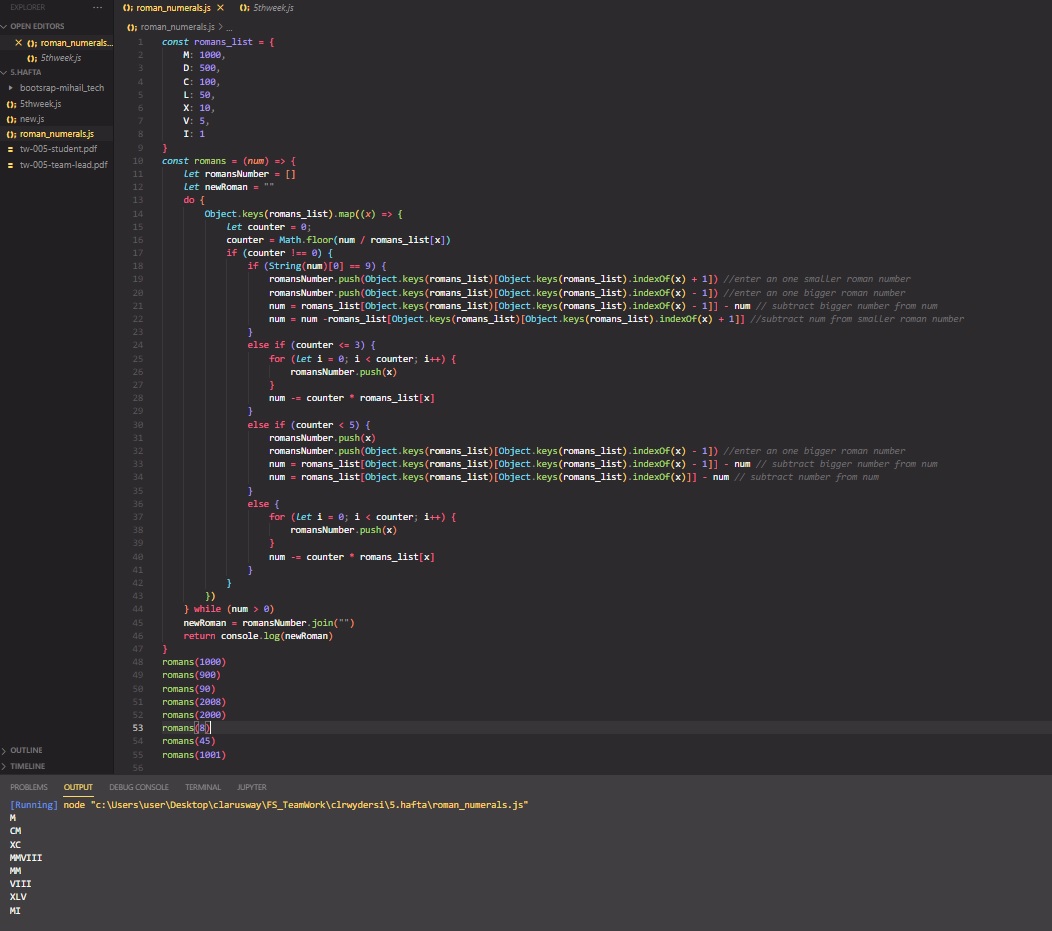 EXPLORER ...
OPEN EDITORS
roman_numerals...
5thweek.js
5.HAFTA
bootsrap-mihail_tech
5thweek.js
new.js
roman_numerals.js
tw-005-student.pdf
tw-005-team-lead.pdf
OUTLINE
TIMELINE
roman_numerals.js
5thweek.js
roman_numerals.js > ...
1 const romans_list = {
2     M: 1000,
3     D: 500,
4     C: 100,
5     L: 50,
6     X: 10,
7     V: 5,
8     I: 1
9 }
10 const romans = (num) => {
11     let romansNumber = []
12     let newRoman = ""
13     do {
14         Object.keys(romans_list).map((x) => {
15             let counter = 0;
16             counter = Math.floor(num / romans_list[x])
17             if (counter !== 0) {
18                 if (String(num)[0] == 9) {
19                     romansNumber.push(Object.keys(romans_list)[Object.keys(romans_list).indexOf(x) + 1]) //enter an one smaller roman number
20                     romansNumber.push(Object.keys(romans_list)[Object.keys(romans_list).indexOf(x) - 1]) //enter an one bigger roman number
21                     num = romans_list[Object.keys(romans_list)[Object.keys(romans_list).indexOf(x) - 1]] - num // subtract bigger number from num
22                     num = num -romans_list[Object.keys(romans_list)[Object.keys(romans_list).indexOf(x) + 1]] //subtract num from smaller roman number
23                 }
24                 else if (counter <= 3) {
25                     for (let i = 0; i < counter; i++) {
26                         romansNumber.push(x)
27                     }
28                     num -= counter * romans_list[x]
29                 }
30                 else if (counter < 5) {
31                     romansNumber.push(x)
32                     romansNumber.push(Object.keys(romans_list)[Object.keys(romans_list).indexOf(x) - 1]) //enter an one bigger roman number
33                     num = romans_list[Object.keys(romans_list)[Object.keys(romans_list).indexOf(x) - 1]] - num // subtract bigger number from num
34                     num = romans_list[Object.keys(romans_list)[Object.keys(romans_list).indexOf(x)]] - num // subtract number from num
35                 }
36                 else {
37                     for (let i = 0; i < counter; i++) {
38                         romansNumber.push(x)
39                     }
40                     num -= counter * romans_list[x]
41                 }
42             }
43         })
44     } while (num > 0)
45     newRoman = romansNumber.join("")
46     return console.log(newRoman)
47 }
48 romans(1000)
49 romans(900)
50 romans(90)
51 romans(2008)
52 romans(2000)
53 romans(8)
54 romans(45)
55 romans(1001)
56
PROBLEMS OUTPUT DEBUG CONSOLE TERMINAL JUPYTER
[Running] node "c:\Users\user\Desktop\clarusway\FS_TeamWork\clrwydersi\5.hafta\roman_numerals.js"
M
CM
XC
MMVIII
MM
VIII
XLV
MI